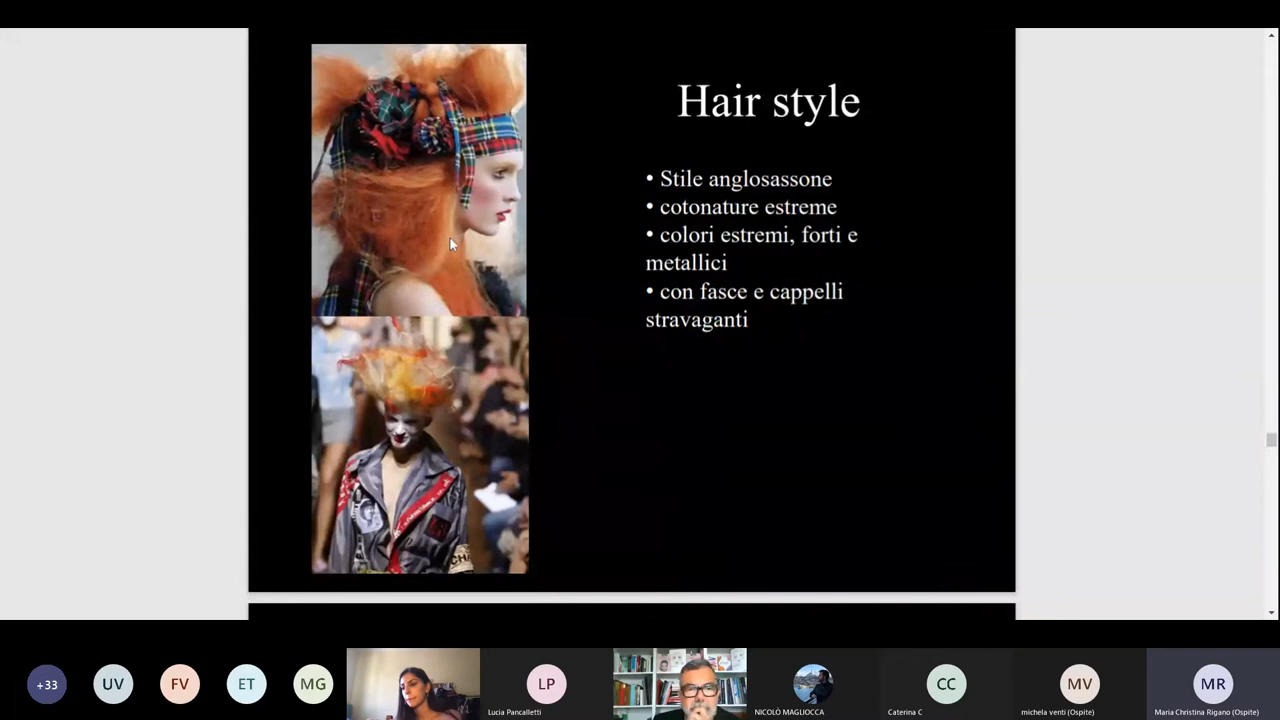 Hair style
• Stile anglosassone
• cotonature estreme
• colori estremi, forti e
metallici
• con fasce e cappelli
stravaganti
+33
UV
FV
ET
MG
LP
Lucia Pancalletti
NICOLÒ MAGLIOCCA
CC
Caterina C
MV
michela venti (Ospite)
MR
Maria Christina Rigano (Ospite)